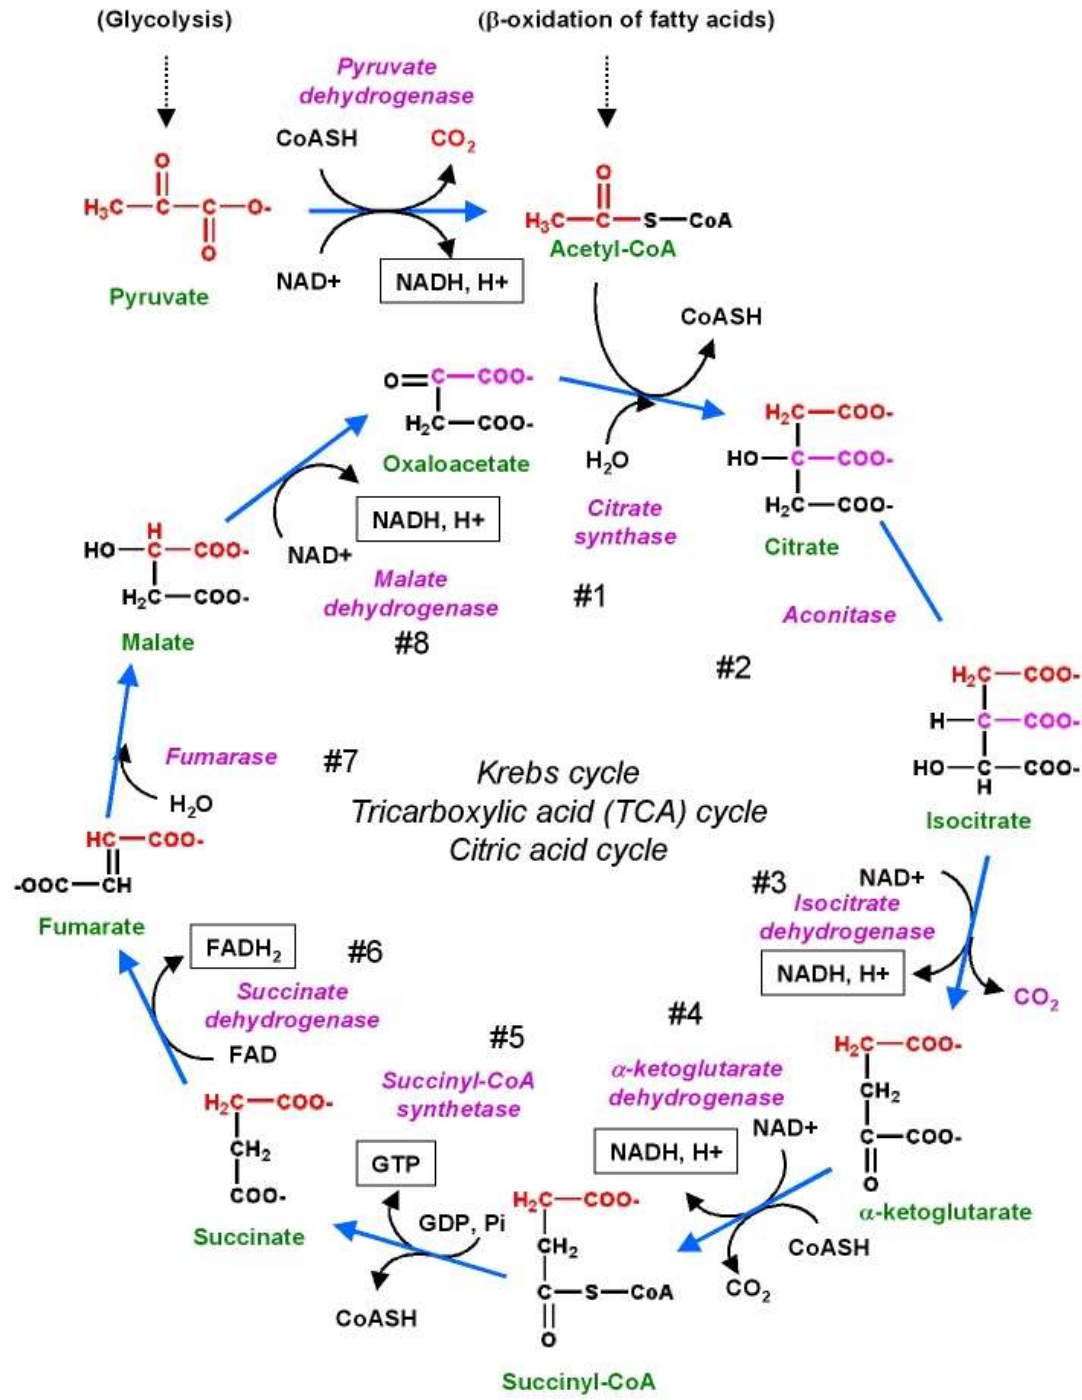 (Glycolysis)
(β-oxidation of fatty acids)
Pyruvate
dehydrogenase
CoASH
CO2
O
H3C—C—C—O-
O
NAD+
NADH, H+
Pyruvate
O
H3C—C—S—CoA
Acetyl-CoA
CoASH
O=C—COO-
H2C—COO-
Oxaloacetate
H2O
Citrate
synthase
#1
H2C—COO-
HO—C—COO-
H2C—COO-
Citrate
Aconitase
#2
H2C—COO-
H—C—COO-
HO—C—COO-
H
Isocitrate
#3
NAD+
Isocitrate
dehydrogenase
NADH, H+
CO2
H2C—COO-
CH2
C—COO-
O
α-ketoglutarate
#4
α-ketoglutarate
dehydrogenase
NAD+
NADH, H+
CoASH
CO2
H2C—COO-
CH2
C—S—CoA
O
Succinyl-CoA
#5
Succinyl-CoA
synthetase
GTP
GDP, Pi
CoASH
H2C—COO-
CH2
COO-
Succinate
#6
FADH2
Succinate
dehydrogenase
FAD
HC—COO-
-OOC—CH
Fumarate
#7
Fumarase
H2O
H
HO—C—COO-
H2C—COO-
Malate
NADH, H+
NAD+
Malate
dehydrogenase
#8
Krebs cycle
Tricarboxylic acid (TCA) cycle
Citric acid cycle